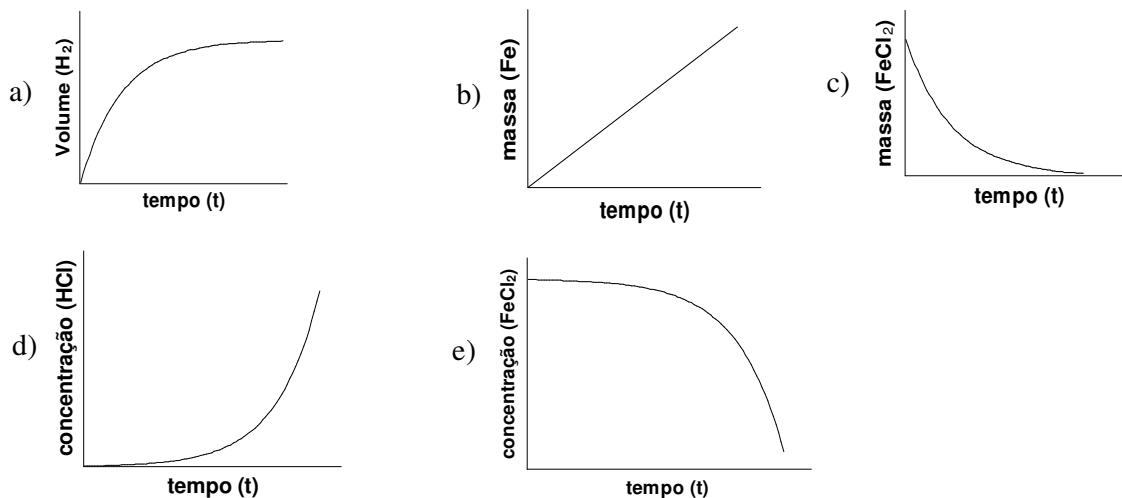 a)
Volume (H₂)
tempo (t)
b)
massa (Fe)
tempo (t)
c)
massa (FeCl₂)
tempo (t)
d)
concentração (HCl)
tempo (t)
e)
concentração (FeCl₂)
tempo (t)